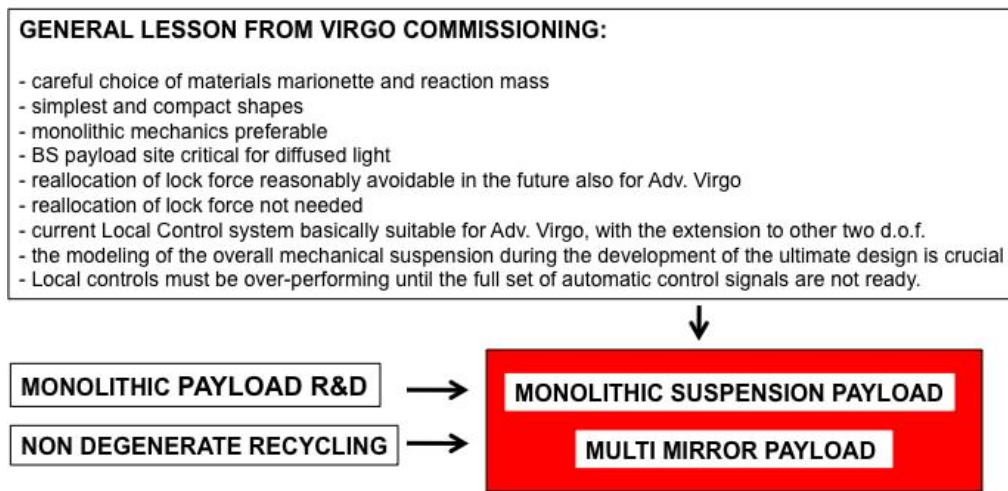 GENERAL LESSON FROM VIRGO COMMISSIONING:
- careful choice of materials marionette and reaction mass
- simplest and compact shapes
- monolithic mechanics preferable
- BS payload site critical for diffused light
- reallocation of lock force reasonably avoidable in the future also for Adv. Virgo
- reallocation of lock force not needed
- current Local Control system basically suitable for Adv. Virgo, with the extension to other two d.o.f.
- the modeling of the overall mechanical suspension during the development of the ultimate design is crucial
- Local controls must be over-performing until the full set of automatic control signals are not ready.
MONOLITHIC PAYLOAD R&D
MONOLITHIC SUSPENSION PAYLOAD
NON DEGENERATE RECYCLING
MULTI MIRROR PAYLOAD